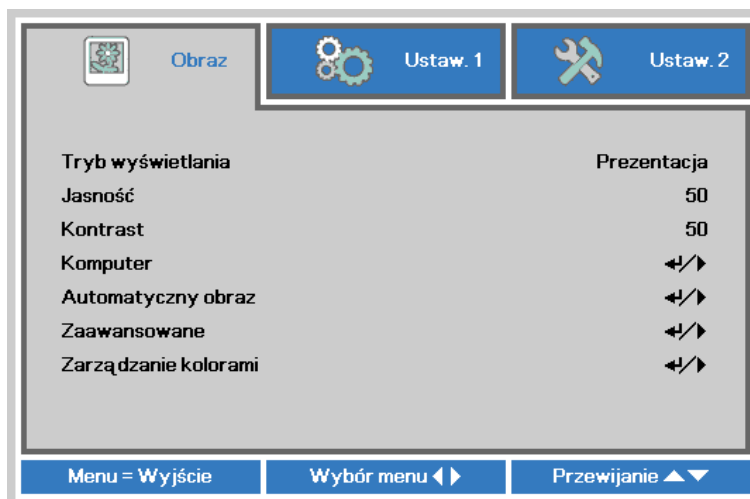 Obraz Ustaw. 1 Ustaw. 2
Tryb wyświetlania Prezentacja
Jasność 50
Kontrast 50
Komputer ↵/▶
Automatyczny obraz ↵/▶
Zaawansowane ↵/▶
Zarządzanie kolorami ↵/▶
Menu = Wyjście Wybór menu ◀ ▶ Przewijanie ▲▼